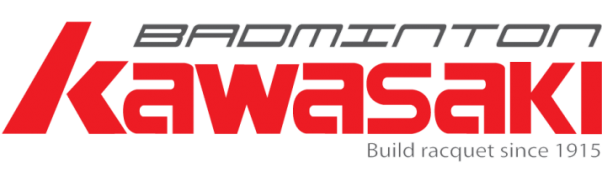 BADMINTON
Kawasaki
Build racquet since 1915